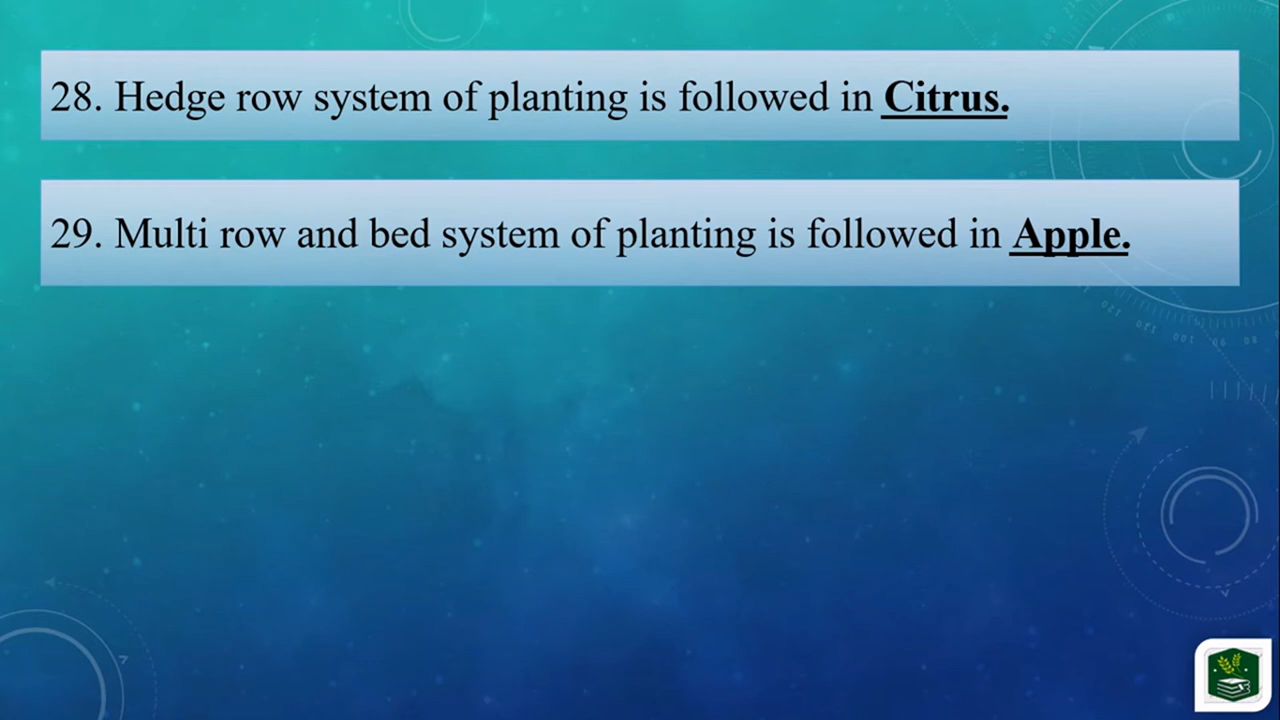 28. Hedge row system of planting is followed in Citrus.
29. Multi row and bed system of planting is followed in Apple.